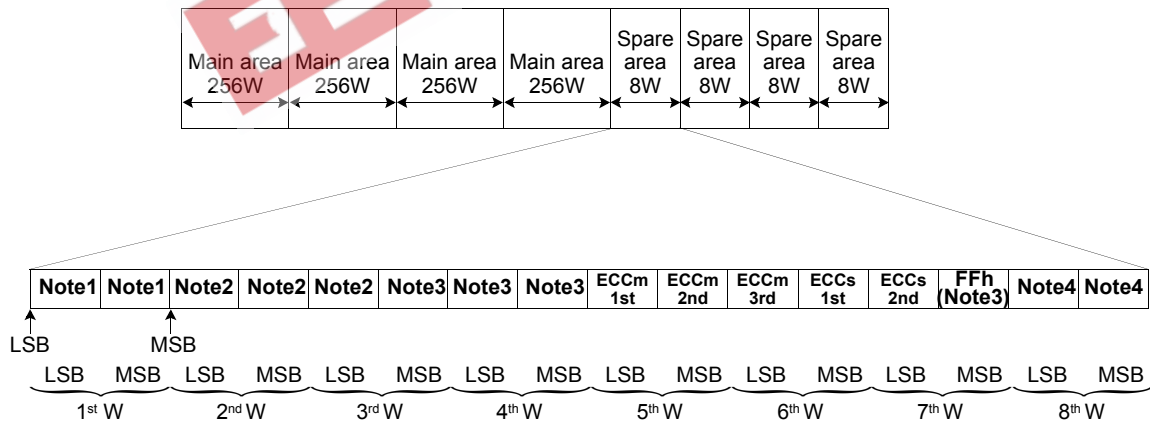 Main area 256W
Main area 256W
Main area 256W
Main area 256W
Spare area 8W
Spare area 8W
Spare area 8W
Spare area 8W
Note1 Note1 Note2 Note2 Note2 Note3 Note3 Note3 ECCm 1st ECCm 2nd ECCm 3rd ECCs 1st ECCs 2nd FFh (Note3) Note4 Note4
LSB MSB
LSB MSB LSB MSB LSB MSB LSB MSB LSB MSB LSB MSB LSB MSB LSB MSB
1st W 2nd W 3rd W 4th W 5th W 6th W 7th W 8th W